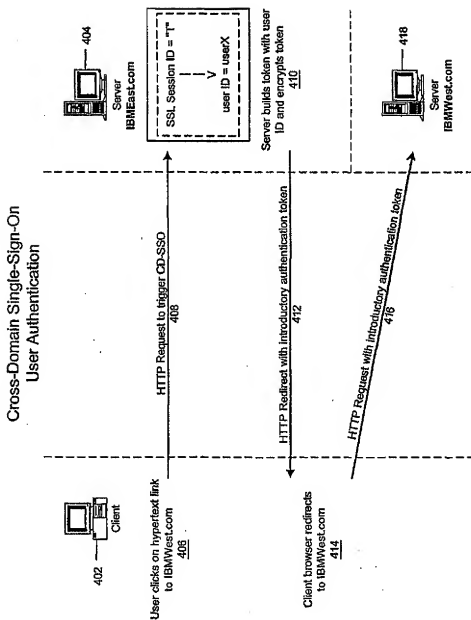 Cross-Domain Single-Sign-On
User Authentication
402
Client
404
Server
IBMEast.com
User clicks on hypertext link
to IBMWest.com
406
HTTP Request to trigger CD-SSO
408
SSL Session ID = "1"
V
user ID = userX
Server builds token with user
ID and encrypts token
410
HTTP Redirect with introductory authentication token
412
Client browser redirects
to IBMWest.com
414
HTTP Request with introductory authentication token
416
418
Server
IBMWest.com